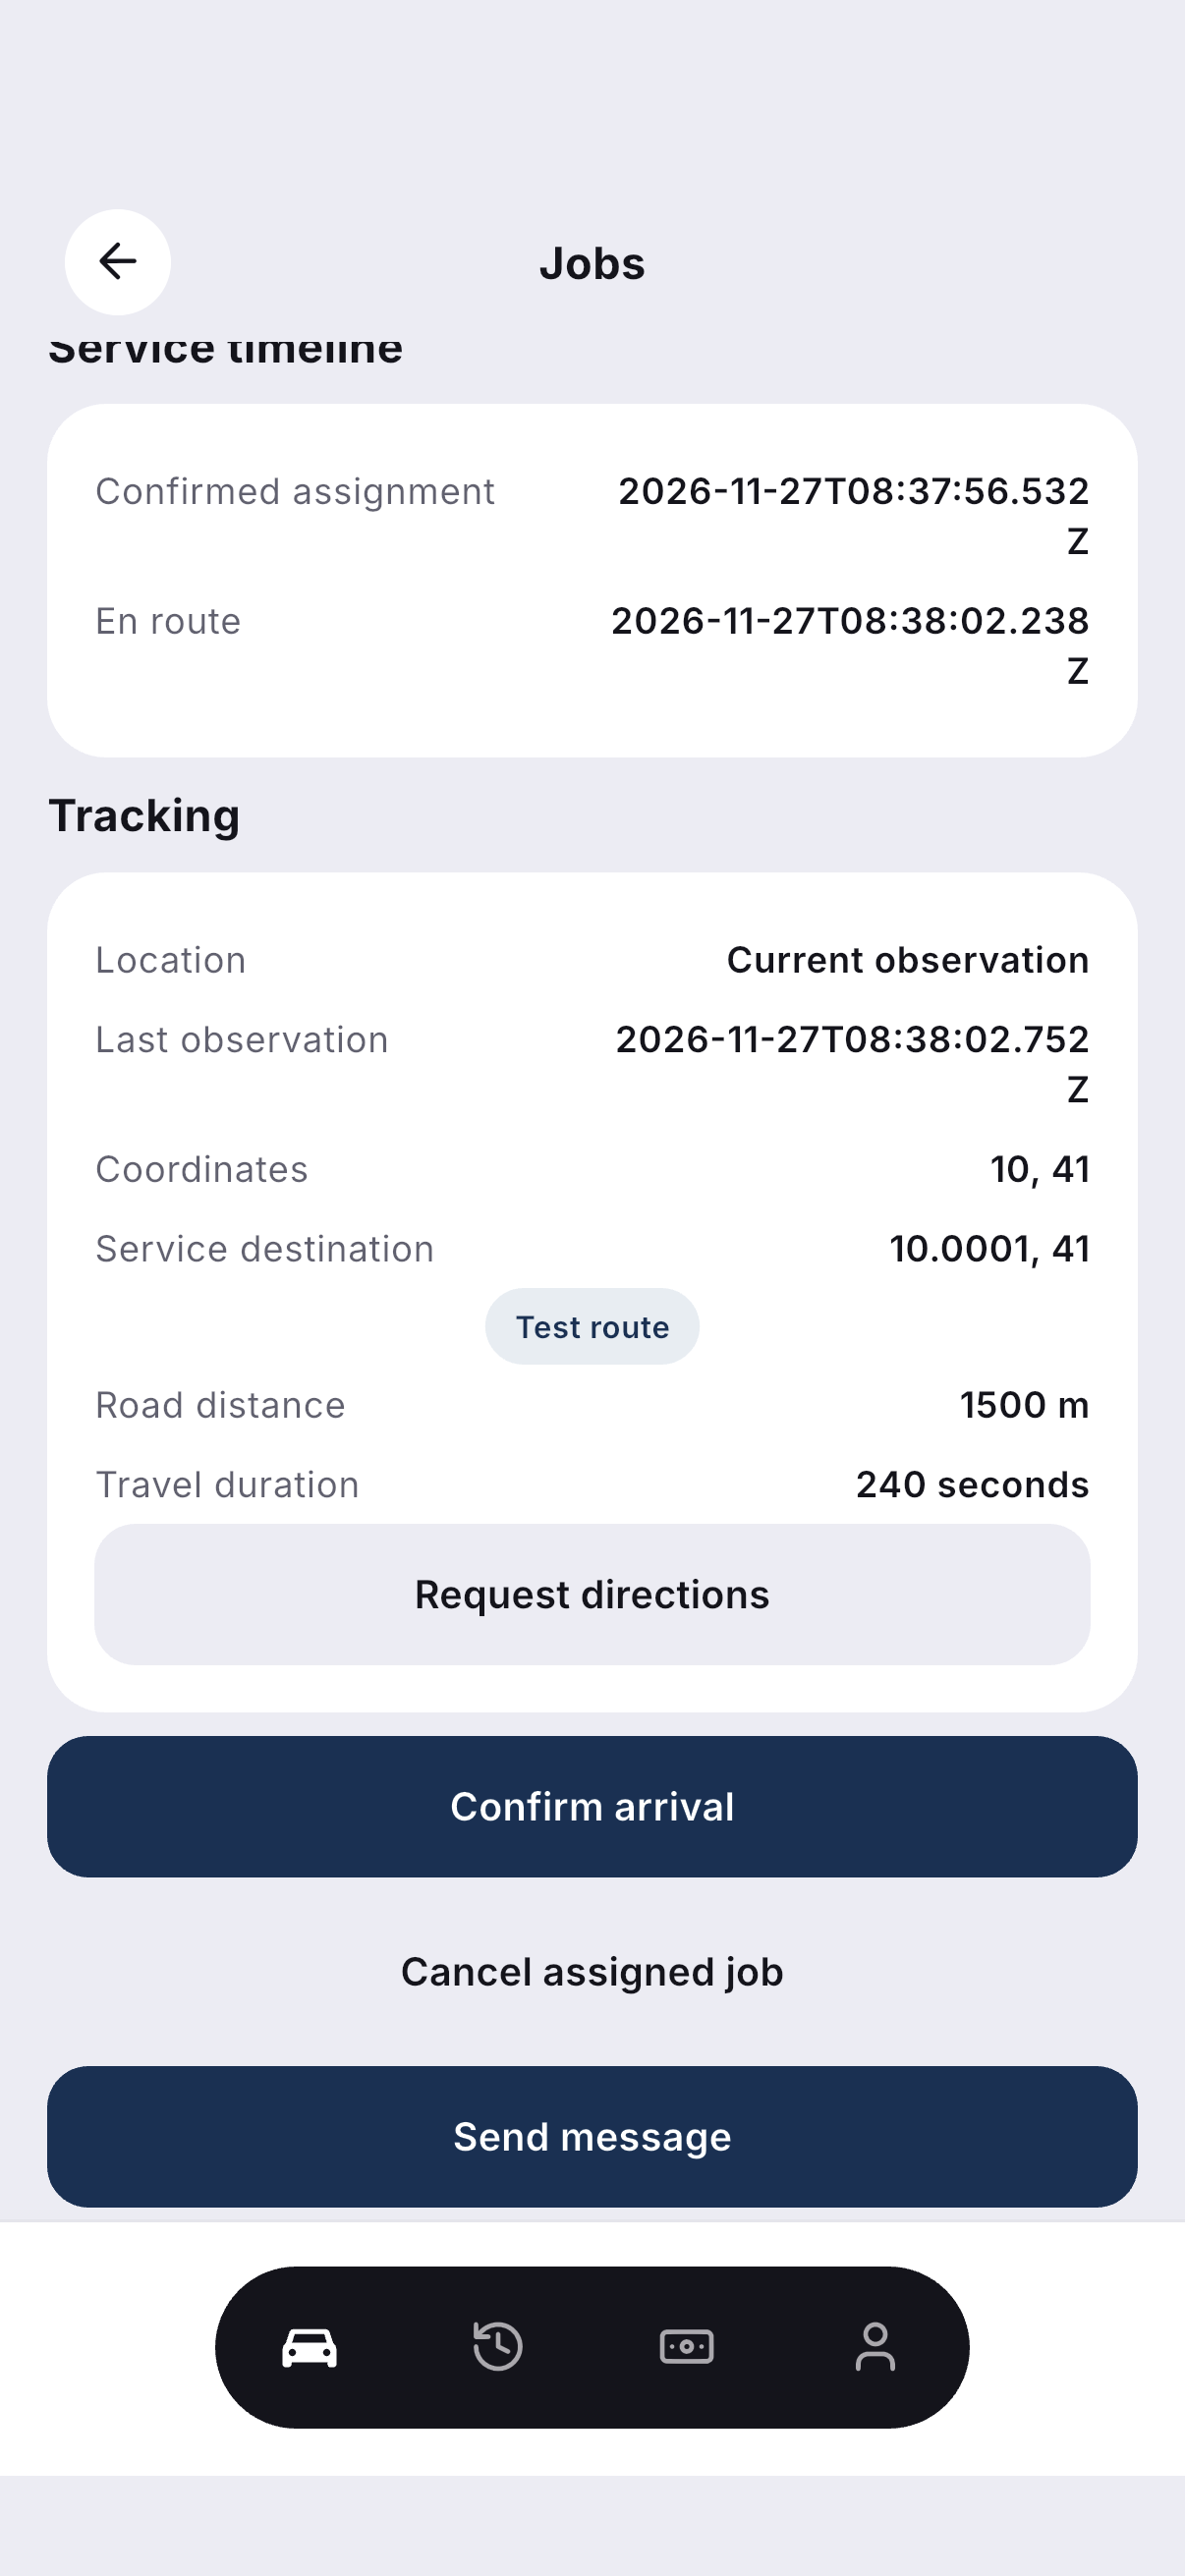 Jobs
Service timeline
Confirmed assignment 2026-11-27T08:37:56.532
Z
En route 2026-11-27T08:38:02.238
Z
Tracking
Location Current observation
Last observation 2026-11-27T08:38:02.752
Z
Coordinates 10, 41
Service destination 10.0001, 41
Test route
Road distance 1500 m
Travel duration 240 seconds
Request directions
Confirm arrival
Cancel assigned job
Send message